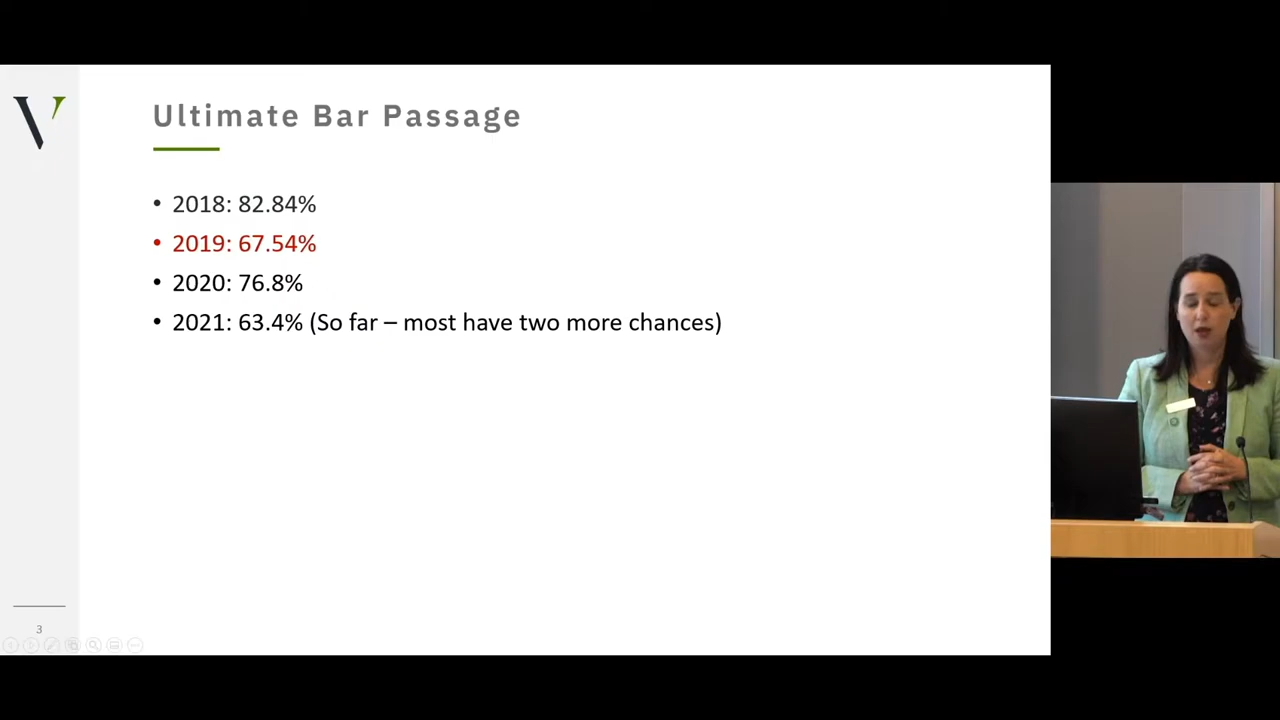 V
Ultimate Bar Passage
• 2018: 82.84%
• 2019: 67.54%
• 2020: 76.8%
• 2021: 63.4% (So far – most have two more chances)
3